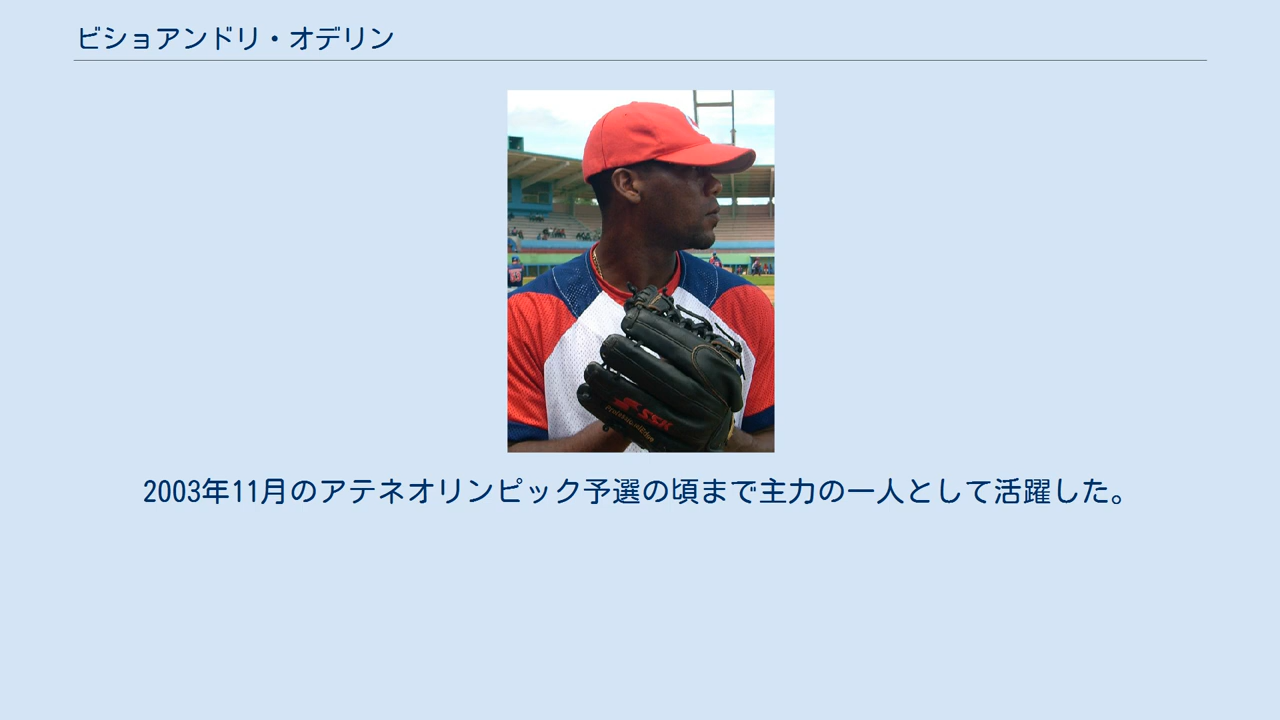 ビショアンドリ・オデリン
SSK
2003年11月のアテネオリンピック予選の頃まで主力の一人として活躍した。